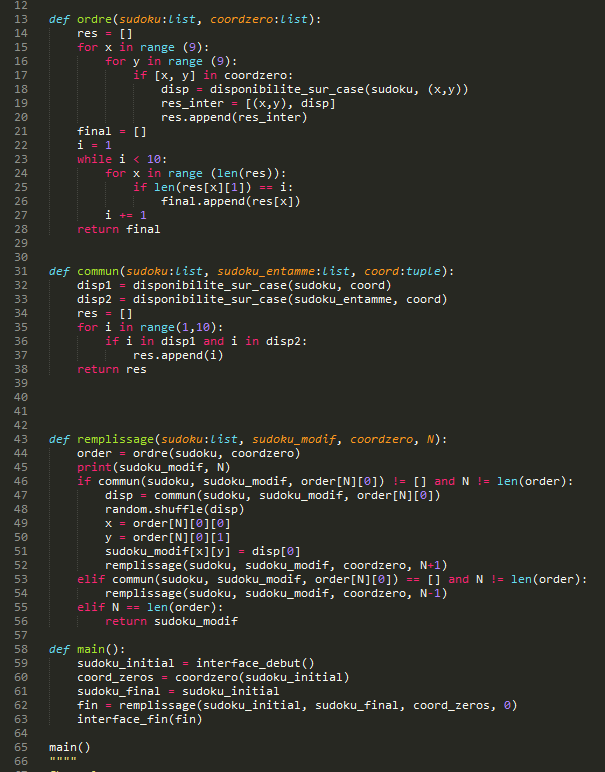 12
13 def ordre(sudoku:list, coordzero:list):
14     res = []
15     for x in range (9):
16         for y in range (9):
17             if [x, y] in coordzero:
18                 disp = disponibilite_sur_case(sudoku, (x,y))
19                 res_inter = [(x,y), disp]
20                 res.append(res_inter)
21     final = []
22     i = 1
23     while i < 10:
24         for x in range (len(res)):
25             if len(res[x][1]) == i:
26                 final.append(res[x])
27         i += 1
28     return final
29
30
31 def commun(sudoku:list, sudoku_entamme:list, coord:tuple):
32     disp1 = disponibilite_sur_case(sudoku, coord)
33     disp2 = disponibilite_sur_case(sudoku_entamme, coord)
34     res = []
35     for i in range(1,10):
36         if i in disp1 and i in disp2:
37             res.append(i)
38     return res
39
40
41
42
43 def remplissage(sudoku:list, sudoku_modif, coordzero, N):
44     order = ordre(sudoku, coordzero)
45     print(sudoku_modif, N)
46     if commun(sudoku, sudoku_modif, order[N][0]) != [] and N != len(order):
47         disp = commun(sudoku, sudoku_modif, order[N][0])
48         random.shuffle(disp)
49         x = order[N][0][0]
50         y = order[N][0][1]
51         sudoku_modif[x][y] = disp[0]
52         remplissage(sudoku, sudoku_modif, coordzero, N+1)
53     elif commun(sudoku, sudoku_modif, order[N][0]) == [] and N != len(order):
54         remplissage(sudoku, sudoku_modif, coordzero, N-1)
55     elif N == len(order):
56         return sudoku_modif
57
58 def main():
59     sudoku_initial = interface_debut()
60     coord_zeros = coordzero(sudoku_initial)
61     sudoku_final = sudoku_initial
62     fin = remplissage(sudoku_initial, sudoku_final, coord_zeros, 0)
63     interface_fin(fin)
64
65 main()
66 """"